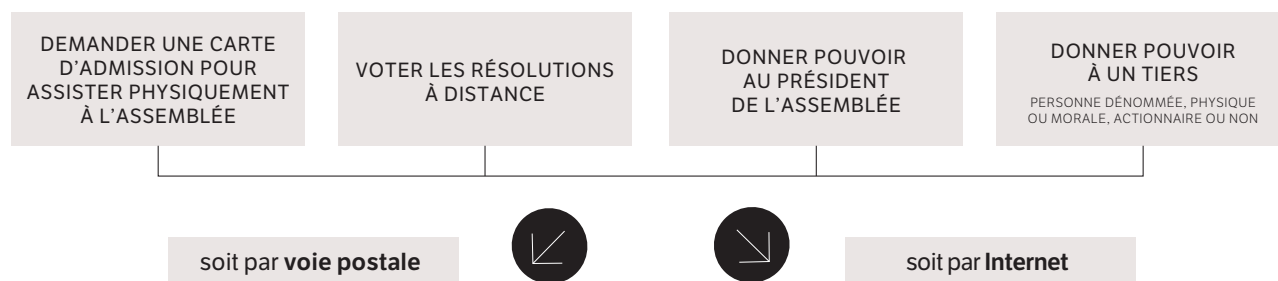 DEMANDER UNE CARTE
D’ADMISSION POUR
ASSISTER PHYSIQUEMENT
À L’ASSEMBLÉE
VOTER LES RÉSOLUTIONS
À DISTANCE
DONNER POUVOIR
AU PRÉSIDENT
DE L’ASSEMBLÉE
DONNER POUVOIR
À UN TIERS
PERSONNE DÉNOMMÉE, PHYSIQUE
OU MORALE, ACTIONNAIRE OU NON
soit par voie postale
soit par Internet